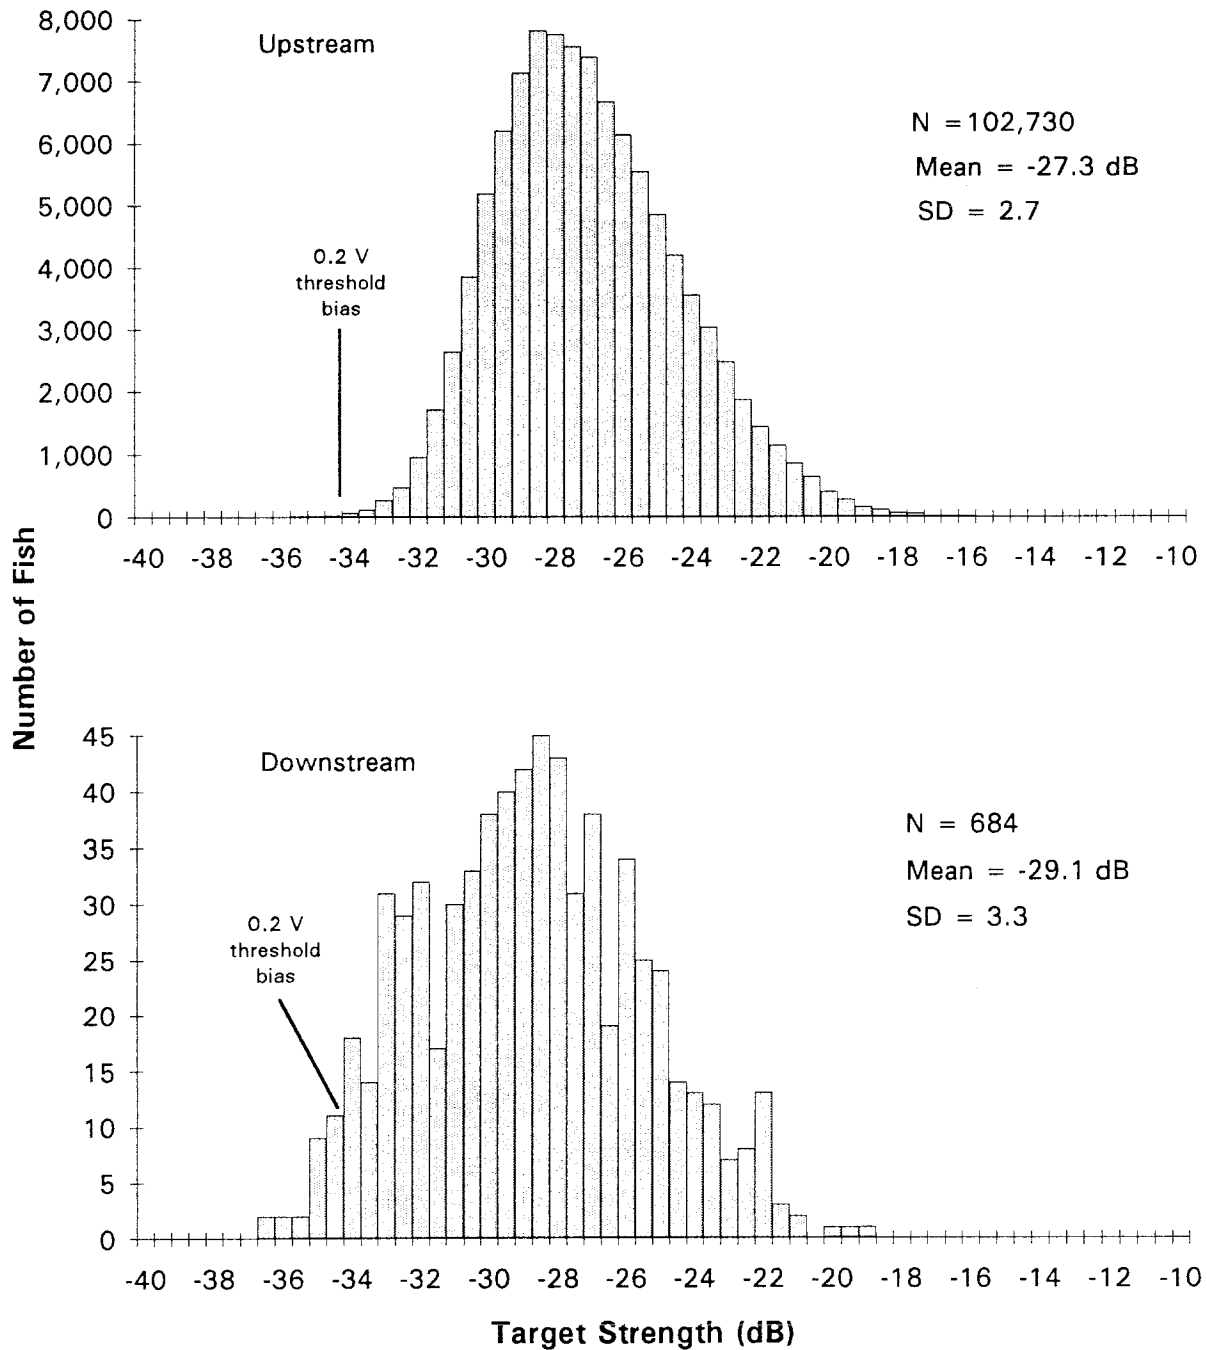 8,000
7,000
6,000
5,000
4,000
3,000
2,000
1,000
0
Upstream
N =102,730
Mean = -27.3 dB
SD = 2.7
0.2 V
threshold
bias
-40 -38 -36 -34 -32 -30 -28 -26 -24 -22 -20 -18 -16 -14 -12 -10
Number of Fish
45
40
35
30
25
20
15
10
5
0
Downstream
N = 684
Mean = -29.1 dB
SD = 3.3
0.2 V
threshold
bias
-40 -38 -36 -34 -32 -30 -28 -26 -24 -22 -20 -18 -16 -14 -12 -10
Target Strength (dB)